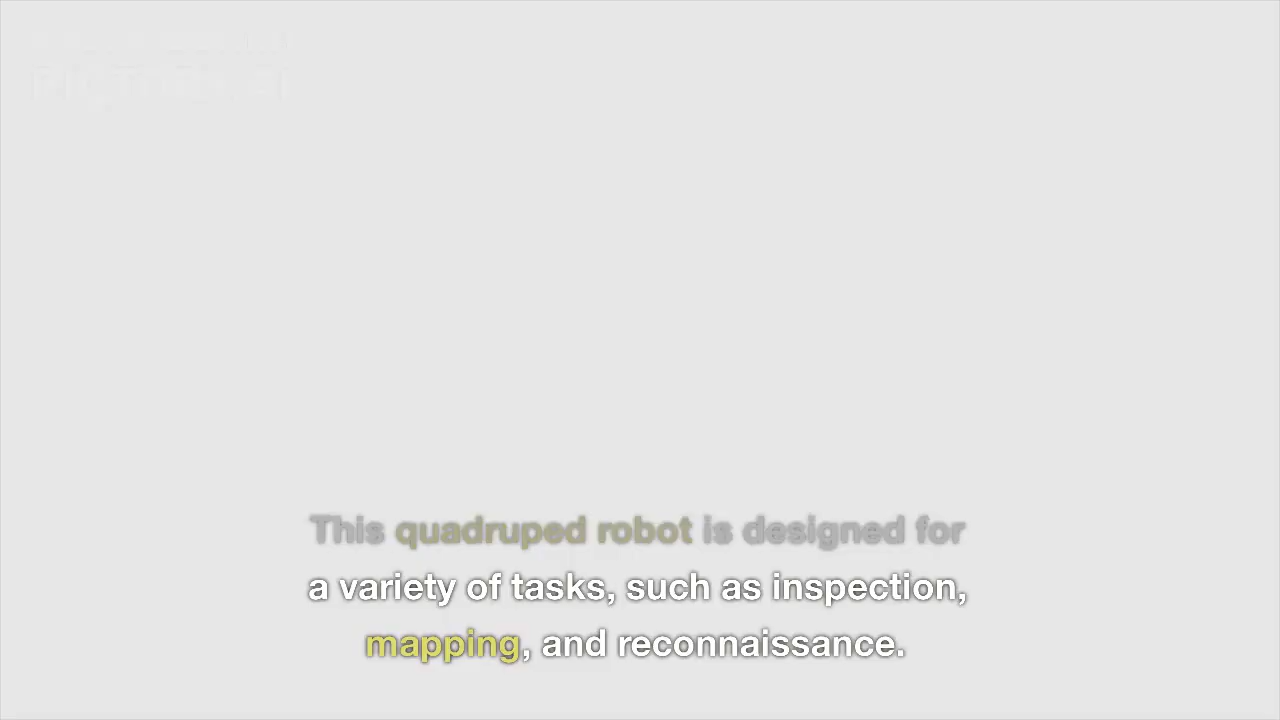 This quadruped robot is designed for
a variety of tasks, such as inspection,
mapping, and reconnaissance.